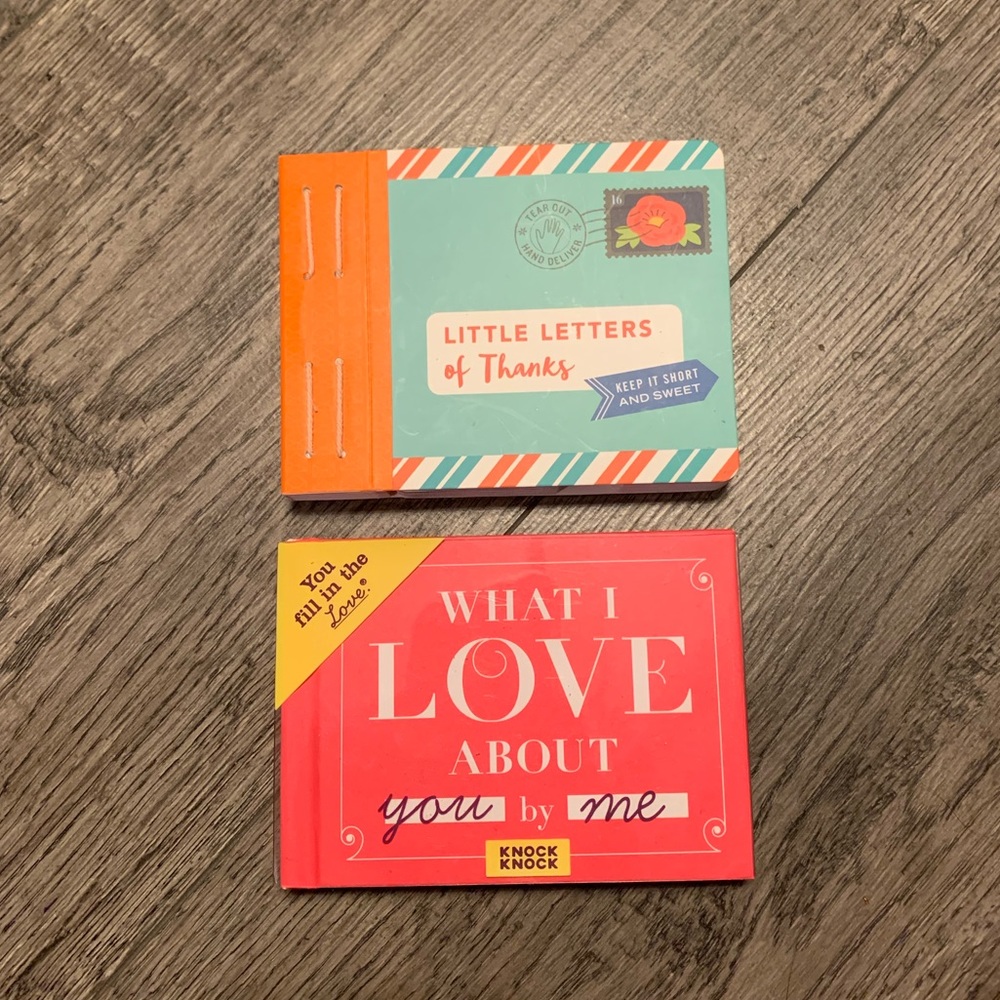 TEAR OUT
HAND DELIVER
16
LITTLE LETTERS
of Thanks
KEEP IT SHORT
AND SWEET
You
fill in the
Love.®
WHAT I
LOVE
ABOUT
you by me
KNOCK
KNOCK